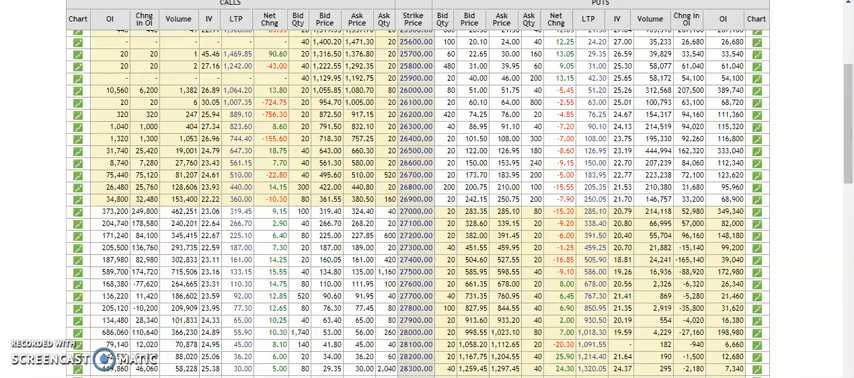 CALLS PUTS
Chart OI Chng in OI Volume IV LTP Net Chng Bid Qty Bid Price Ask Price Ask Qty Strike Price Bid Qty Bid Price Ask Price Ask Qty Net Chng LTP IV Volume Chng in OI OI Chart
- - - - - - 40 1,400.20 1,471.30 20 25600.00 100 20.10 24.00 40 12.25 24.20 27.00 35,233 26,680 26,680
20 20 1 45.46 1,469.85 90.60 20 1,316.50 1,376.80 20 25700.00 60 22.65 30.00 160 13.05 29.35 26.59 39,829 33,540 33,540
20 20 2 27.16 1,242.00 -43.00 40 1,222.55 1,292.35 20 25800.00 480 31.00 39.95 60 9.05 31.25 25.30 58,077 61,040 61,040
- - - - - - 40 1,129.95 1,192.75 20 25900.00 20 40.00 46.00 220 13.15 42.30 25.65 58,172 54,100 54,100
10,560 6,200 1,382 26.89 1,064.20 13.80 20 1,055.85 1,080.70 80 26000.00 80 51.00 51.75 40 -5.45 51.25 25.26 312,568 207,500 389,740
20 20 6 30.05 1,007.35 -724.75 20 954.70 1,005.00 20 26100.00 20 60.10 64.00 800 -2.55 63.00 25.01 100,793 63,100 68,720
320 320 247 25.94 889.10 -756.30 20 872.50 917.15 20 26200.00 420 74.25 76.00 20 -4.85 76.25 24.67 154,317 94,160 111,360
1,040 1,000 404 27.34 823.60 8.60 20 791.50 832.10 20 26300.00 40 86.95 91.10 40 -7.00 90.10 24.13 214,519 94,020 115,320
1,320 1,300 1,053 26.96 744.40 -155.60 20 718.30 757.25 20 26400.00 20 101.50 108.00 300 -7.00 107.75 23.75 195,330 92,260 116,880
31,740 25,420 19,001 24.79 647.30 18.75 40 643.00 660.30 40 26500.00 20 122.00 126.95 180 -8.60 126.95 23.19 444,994 162,320 333,040
8,740 7,280 27,760 23.43 561.15 7.70 40 561.30 580.00 40 26600.00 20 150.00 153.95 240 -9.15 150.00 22.70 207,239 84,060 112,340
75,440 51,120 81,207 24.61 510.00 -22.80 40 495.60 510.00 520 26700.00 20 173.70 193.95 200 -5.00 183.95 22.77 223,238 72,100 123,620
26,480 25,760 128,606 23.93 440.00 14.15 300 422.00 440.80 20 26800.00 200 200.75 210.00 100 -15.55 205.35 21.53 210,380 31,680 95,960
34,800 32,480 153,400 22.22 360.00 -10.30 80 361.55 380.50 160 26900.00 20 242.15 250.75 200 -7.90 250.95 21.70 146,757 33,200 68,900
373,200 249,800 462,251 23.06 319.45 9.15 100 319.40 324.40 40 27000.00 20 283.35 285.10 80 -15.30 285.10 20.79 214,118 52,980 349,340
204,740 178,580 240,201 22.64 266.70 2.90 40 266.70 268.20 20 27100.00 20 328.60 339.15 20 -9.20 338.40 20.80 66,995 57,000 82,000
171,240 84,100 345,415 22.67 225.10 6.40 80 225.00 227.85 600 27200.00 20 382.00 391.45 20 -6.00 391.50 20.40 55,704 96,160 148,180
205,500 136,760 293,735 22.59 187.00 7.30 20 187.00 189.00 20 27300.00 40 451.55 459.95 20 -1.25 459.25 20.70 21,882 -15,140 99,200
187,980 82,980 233,131 22.29 160.00 14.25 20 160.05 161.00 420 27400.00 20 504.60 527.55 20 -16.85 505.90 18.81 24,241 -165,140 39,040
589,700 174,260 715,506 23.16 133.15 15.55 40 134.80 135.00 1,160 27500.00 20 585.95 598.55 40 -9.10 586.00 19.26 16,936 -88,920 172,980
168,380 -77,620 264,665 23.31 110.30 14.75 80 110.00 111.95 100 27600.00 20 661.35 678.00 20 8.00 678.00 20.56 2,326 -6,320 26,340
136,220 11,420 186,602 23.59 92.00 12.85 520 90.60 91.95 40 27700.00 20 731.35 760.95 40 6.45 767.30 21.41 869 -5,280 21,460
205,120 -10,200 209,909 23.65 77.30 12.65 80 76.30 77.45 80 27800.00 20 827.95 844.55 20 6.90 850.95 21.35 2,919 -35,800 31,960
134,480 28,340 101,833 24.33 65.00 10.25 40 63.40 65.00 80 27900.00 20 913.60 933.20 40 2.00 930.50 20.19 554 -4,020 16,380
686,060 110,640 366,230 24.89 55.90 10.30 1,740 53.00 56.00 260 28000.00 20 998.55 1,023.10 80 7.00 1,018.30 19.59 4,229 -27,160 198,980
79,140 12,020 70,878 24.95 45.00 8.10 140 41.80 45.00 40 28100.00 20 1,058.20 1,112.65 20 -20.30 1,091.55 - 182 -940 6,660
88,020 25.06 36.20 6.00 20 34.00 36.20 60 28200.00 20 1,167.75 1,204.55 40 25.90 1,214.40 21.64 190 -1,500 12,680
46,060 58,228 25.38 30.00 5.00 80 29.35 30.00 2,040 28300.00 40 1,259.45 1,297.45 40 24.30 1,320.05 24.37 295 -2,180 7,340
RECORDED WITH
SCREENCAST MATIC